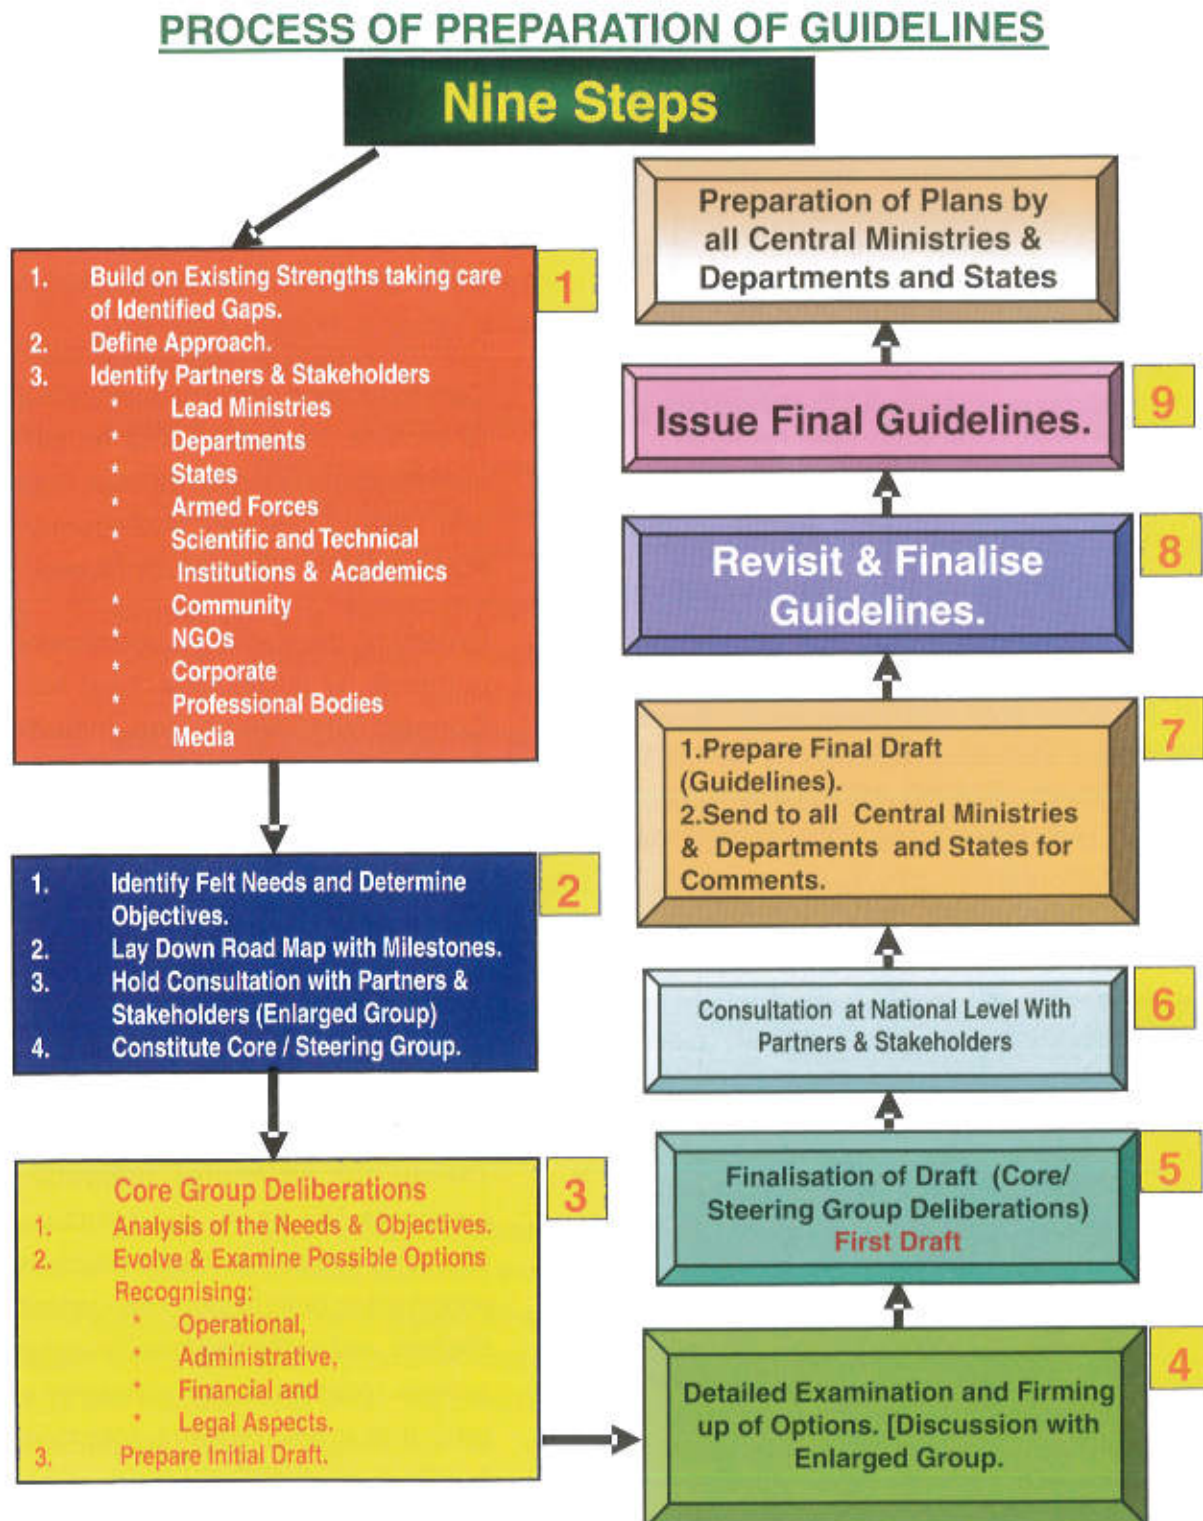 PROCESS OF PREPARATION OF GUIDELINES
Nine Steps
1
1. Build on Existing Strengths taking care
of Identified Gaps.
2. Define Approach.
3. Identify Partners & Stakeholders
* Lead Ministries
* Departments
* States
* Armed Forces
* Scientific and Technical
Institutions & Academics
* Community
* NGOs
* Corporate
* Professional Bodies
* Media
2
1. Identify Felt Needs and Determine
Objectives.
2. Lay Down Road Map with Milestones.
3. Hold Consultation with Partners &
Stakeholders (Enlarged Group)
4. Constitute Core / Steering Group.
3
Core Group Deliberations
1. Analysis of the Needs & Objectives.
2. Evolve & Examine Possible Options
Recognising:
* Operational,
* Administrative,
* Financial and
* Legal Aspects.
3. Prepare Initial Draft.
4
Detailed Examination and Firming
up of Options. [Discussion with
Enlarged Group.
5
Finalisation of Draft (Core/
Steering Group Deliberations)
First Draft
6
Consultation at National Level With
Partners & Stakeholders
7
1.Prepare Final Draft
(Guidelines).
2.Send to all Central Ministries
& Departments and States for
Comments.
8
Revisit & Finalise
Guidelines.
9
Issue Final Guidelines.
Preparation of Plans by
all Central Ministries &
Departments and States